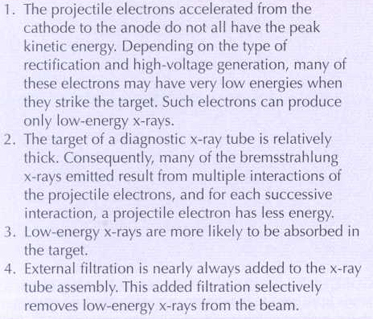 1. The projectile electrons accelerated from the
cathode to the anode do not all have the peak
kinetic energy. Depending on the type of
rectification and high-voltage generation, many of
these electrons may have very low energies when
they strike the target. Such electrons can produce
only low-energy x-rays.
2. The target of a diagnostic x-ray tube is relatively
thick. Consequently, many of the bremsstrahlung
x-rays emitted result from multiple interactions of
the projectile electrons, and for each successive
interaction, a projectile electron has less energy.
3. Low-energy x-rays are more likely to be absorbed in
the target.
4. External filtration is nearly always added to the x-ray
tube assembly. This added filtration selectively
removes low-energy x-rays from the beam.